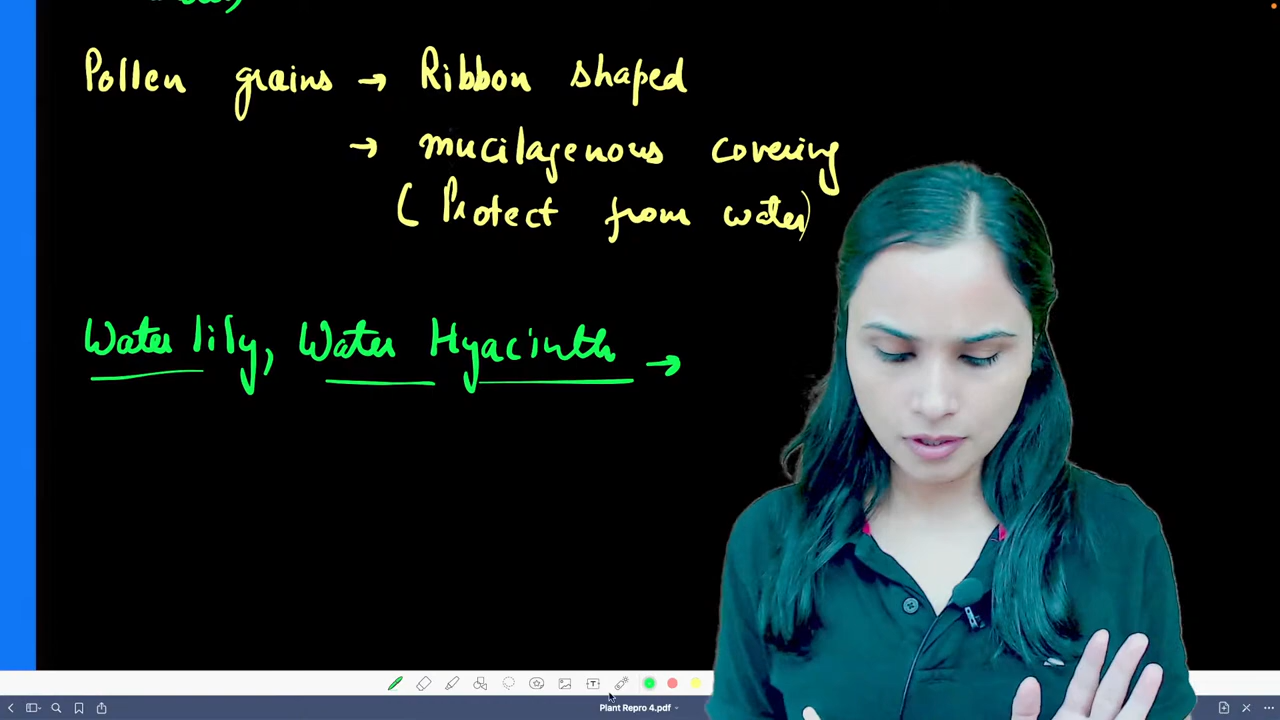 Pollen grains → Ribbon shaped
→ mucilagenous covering
(Protect from water)
Water lily, Water Hyacinth →
Plant Repro 4.pdf